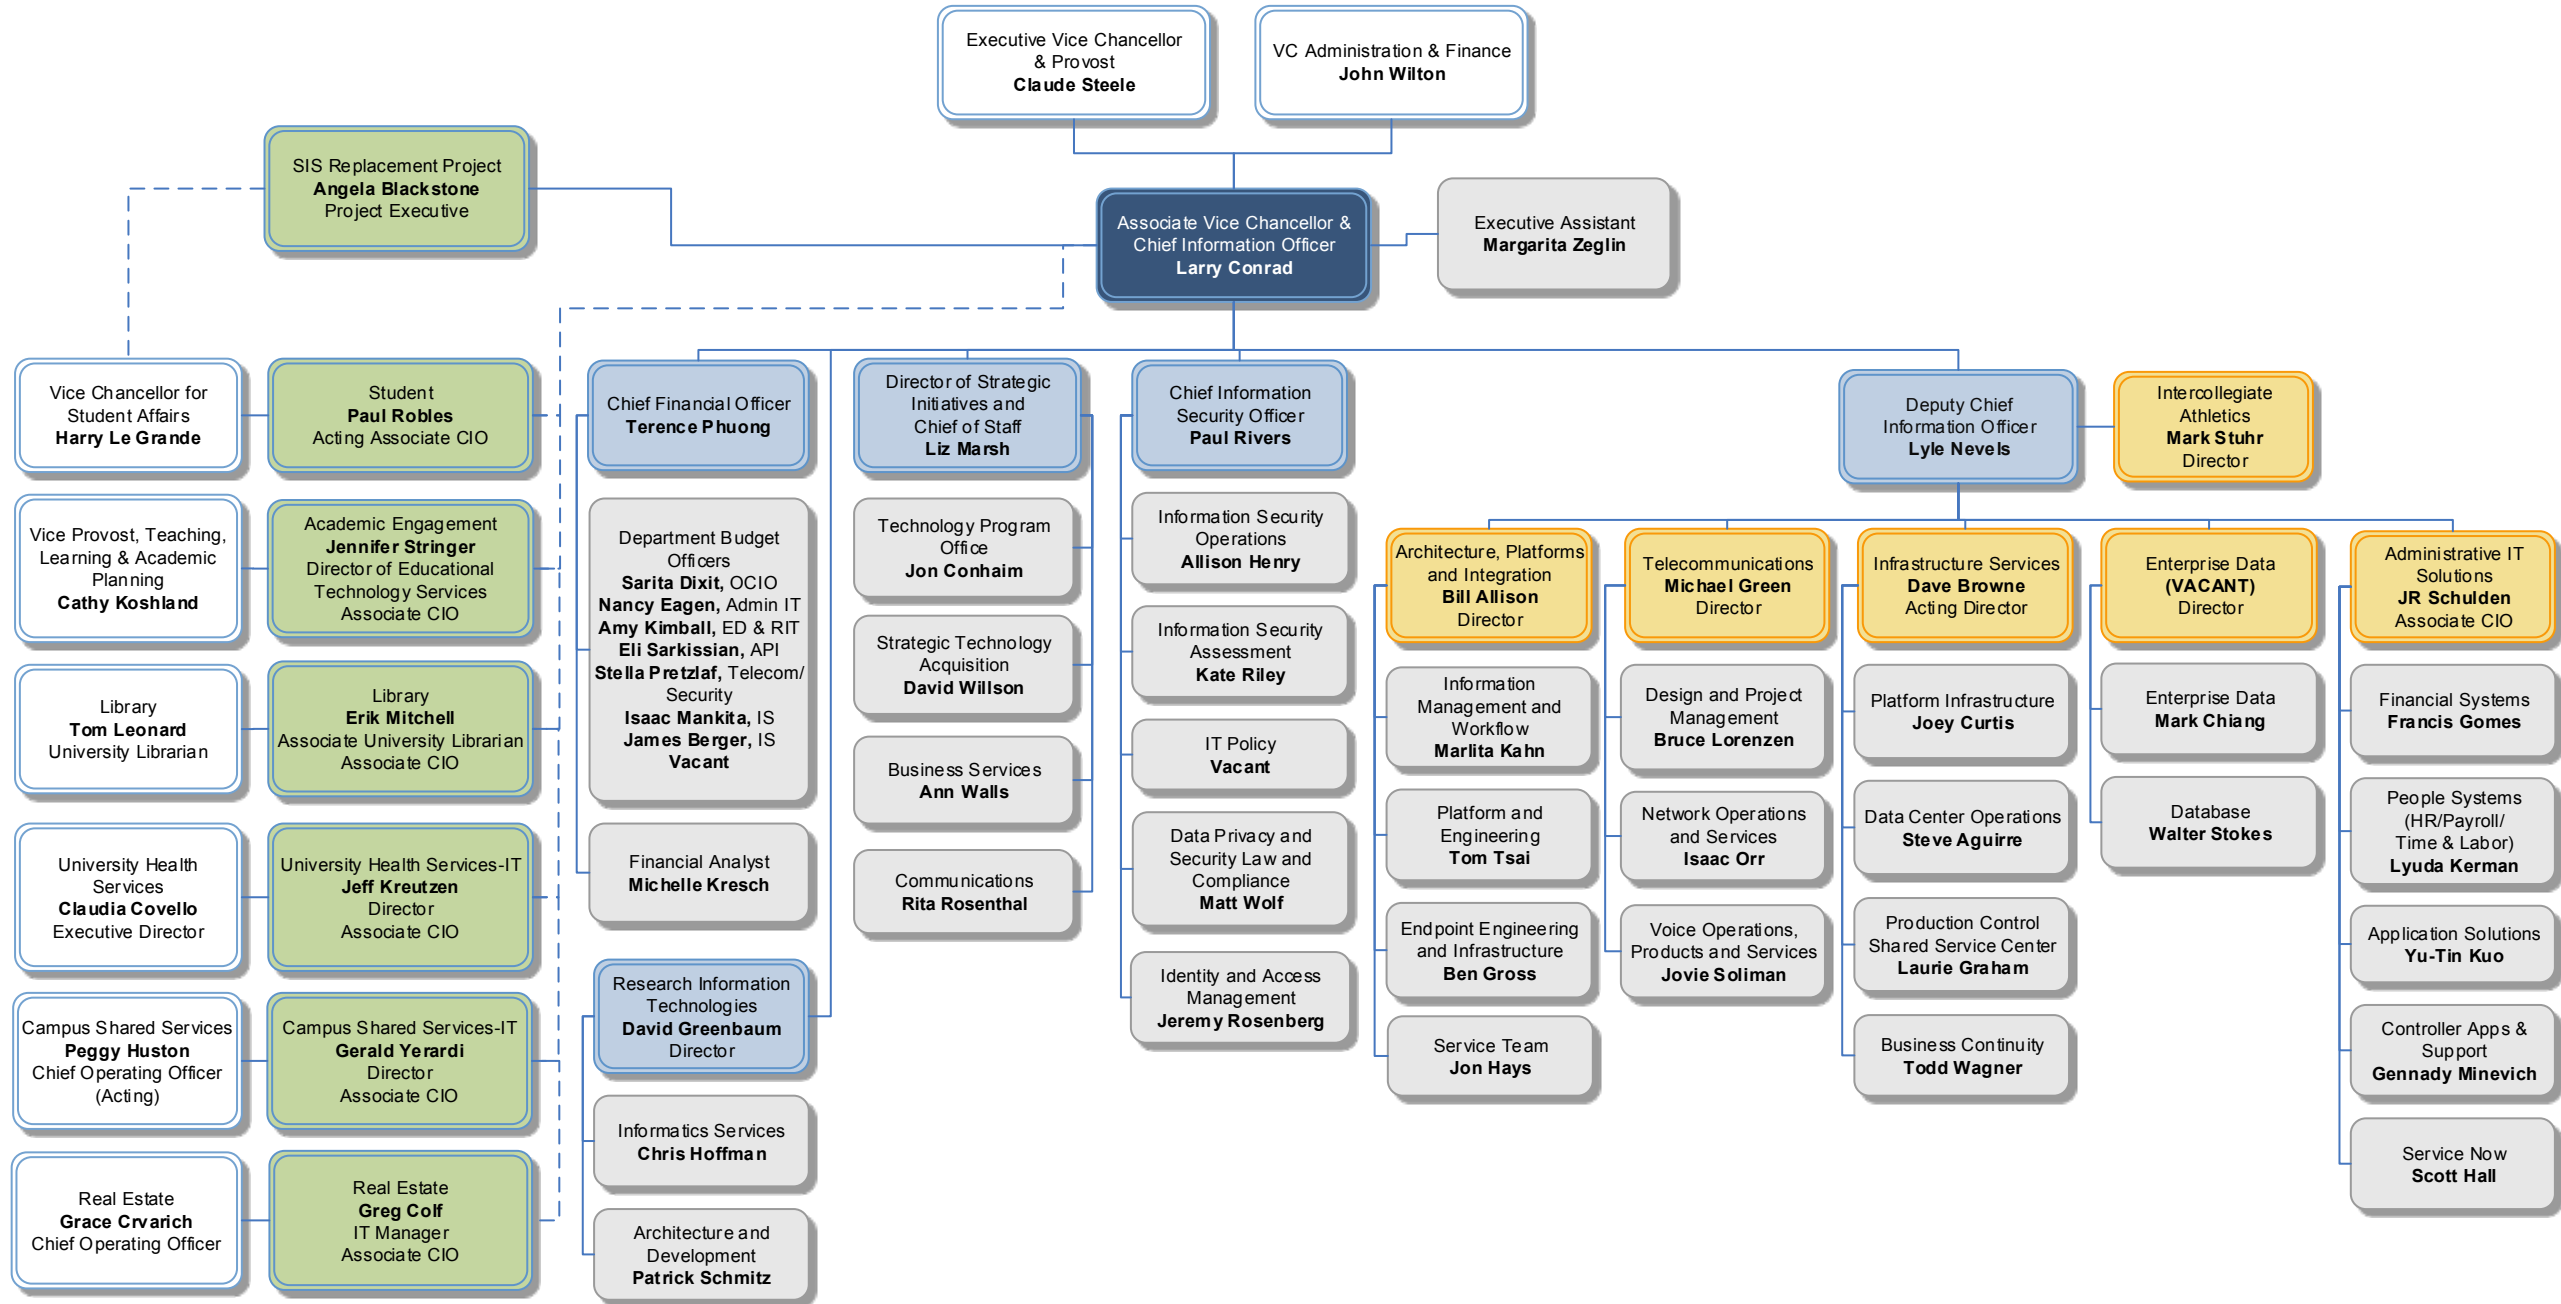 Executive Vice Chancellor
& Provost
Claude Steele
VC Administration & Finance
John Wilton
SIS Replacement Project
Angela Blackstone
Project Executive
Associate Vice Chancellor &
Chief Information Officer
Larry Conrad
Executive Assistant
Margarita Zeglin
Vice Chancellor for
Student Affairs
Harry Le Grande
Student
Paul Robles
Acting Associate CIO
Vice Provost, Teaching,
Learning & Academic
Planning
Cathy Koshland
Academic Engagement
Jennifer Stringer
Director of Educational
Technology Services
Associate CIO
Library
Tom Leonard
University Librarian
Library
Erik Mitchell
Associate University Librarian
Associate CIO
University Health
Services
Claudia Covello
Executive Director
University Health Services-IT
Jeff Kreutzen
Director
Associate CIO
Campus Shared Services
Peggy Huston
Chief Operating Officer
(Acting)
Campus Shared Services-IT
Gerald Yerardi
Director
Associate CIO
Real Estate
Grace Crvarich
Chief Operating Officer
Real Estate
Greg Colf
IT Manager
Associate CIO
Chief Financial Officer
Terence Phuong
Department Budget
Officers
Sarita Dixit, OCIO
Nancy Eagen, Admin IT
Amy Kimball, ED & RIT
Eli Sarkissian, API
Stella Pretzlaf, Telecom/
Security
Isaac Mankita, IS
James Berger, IS
Vacant
Financial Analyst
Michelle Kresch
Research Information
Technologies
David Greenbaum
Director
Informatics Services
Chris Hoffman
Architecture and
Development
Patrick Schmitz
Director of Strategic
Initiatives and
Chief of Staff
Liz Marsh
Technology Program
Office
Jon Conhaim
Strategic Technology
Acquisition
David Willson
Business Services
Ann Walls
Communications
Rita Rosenthal
Chief Information
Security Officer
Paul Rivers
Information Security
Operations
Allison Henry
Information Security
Assessment
Kate Riley
IT Policy
Vacant
Data Privacy and
Security Law and
Compliance
Matt Wolf
Identity and Access
Management
Jeremy Rosenberg
Deputy Chief
Information Officer
Lyle Nevels
Intercollegiate
Athletics
Mark Stuhr
Director
Architecture, Platforms
and Integration
Bill Allison
Director
Information
Management and
Workflow
Marlita Kahn
Platform and
Engineering
Tom Tsai
Endpoint Engineering
and Infrastructure
Ben Gross
Service Team
Jon Hays
Telecommunications
Michael Green
Director
Design and Project
Management
Bruce Lorenzen
Network Operations
and Services
Isaac Orr
Voice Operations,
Products and Services
Jovie Soliman
Infrastructure Services
Dave Browne
Acting Director
Platform Infrastructure
Joey Curtis
Data Center Operations
Steve Aguirre
Production Control
Shared Service Center
Laurie Graham
Business Continuity
Todd Wagner
Enterprise Data
(VACANT)
Director
Enterprise Data
Mark Chiang
Database
Walter Stokes
Administrative IT
Solutions
JR Schulden
Associate CIO
Financial Systems
Francis Gomes
People Systems
(HR/Payroll/
Time & Labor)
Lyuda Kerman
Application Solutions
Yu-Tin Kuo
Controller Apps &
Support
Gennady Minevich
Service Now
Scott Hall